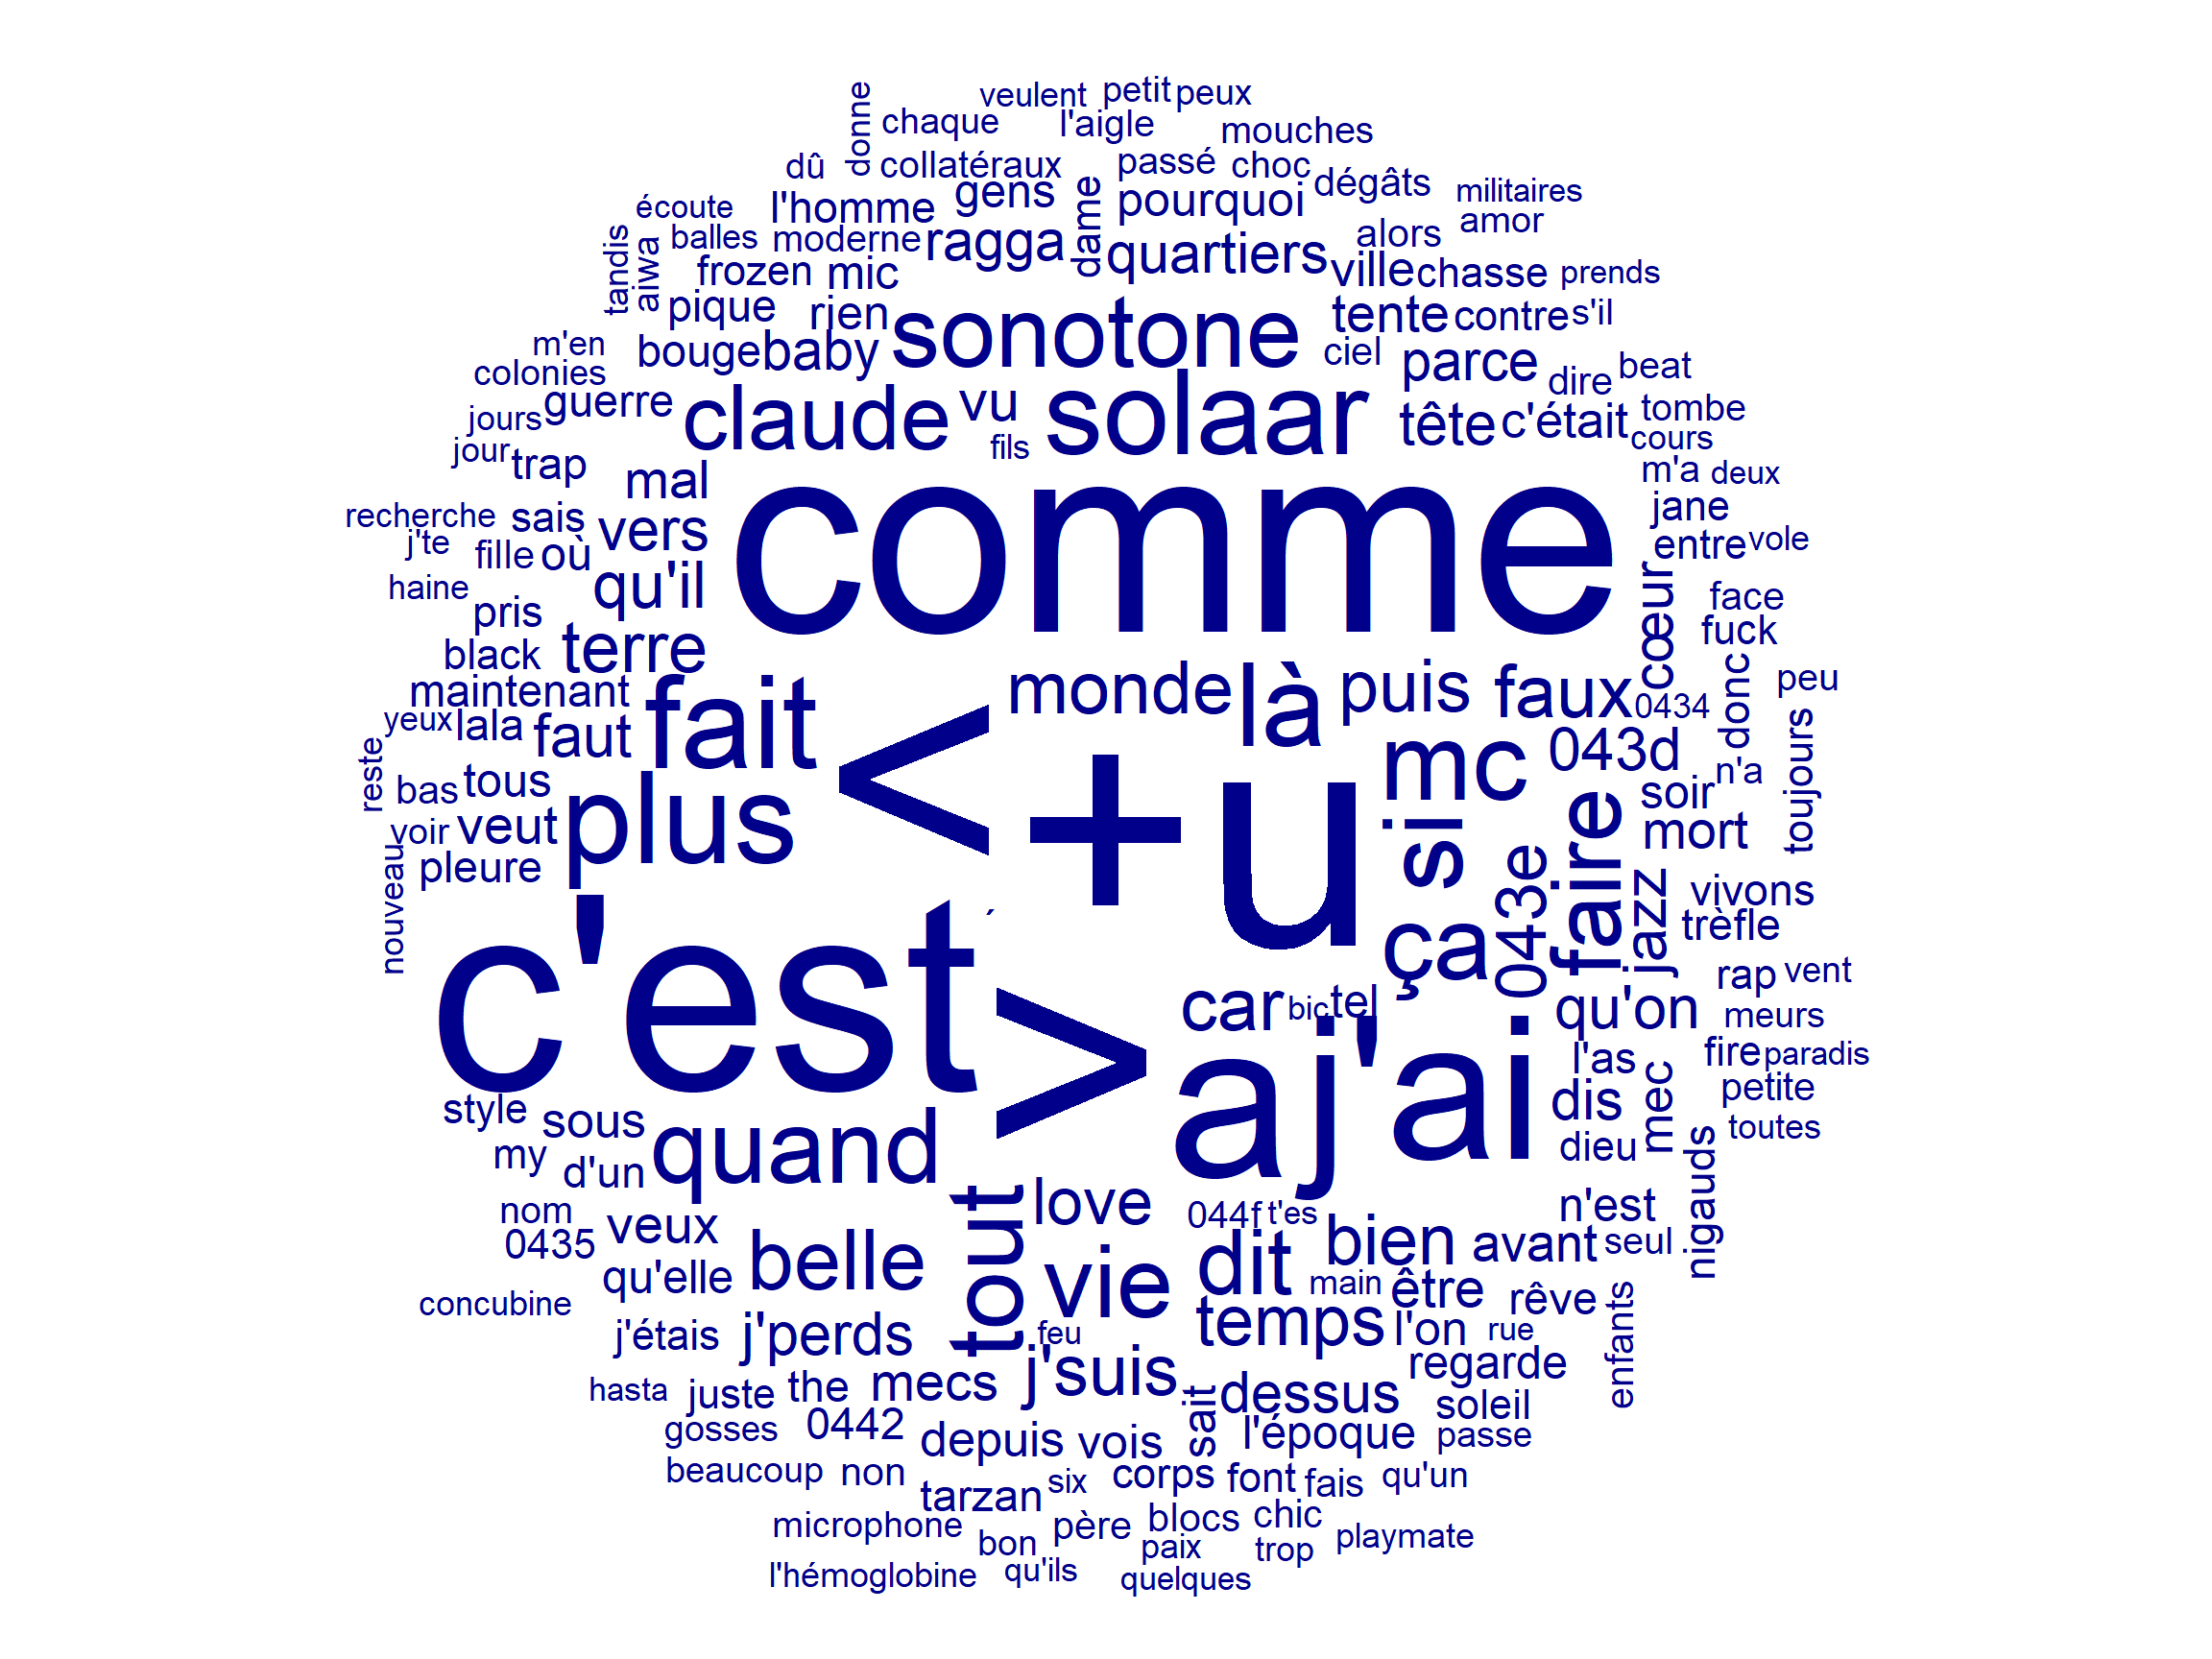 veulent petit peux
donne chaque l'aigle mouches
dû collatéraux passé choc dégâts militaires
écoute l'homme gens dame pourquoi alors amor
tandis aiwa balles moderne ragga quartiers ville chasse prends
frozen mic
pique rien sonotone tente contre s'il
m'en bouge baby ciel parce dire beat
colonies guerre claude vu solaar tête c'était tombe
jours fils cours
jour trap mal m'a deux
recherche sais vers comme jane
j'te fille où entre vole
haine pris qu'il cœur face
black terre fuck
maintenant fait monde là puis faux 0434 donc peu
yeux lala faut < +u mc 043d toujours
reste bas tous plus si soir n'a
voir veut faire mort
nouveau pleure 043e jazz vivons
c'est ´ ça trèfle
rap vent
> a j'ai car bic tel qu'on meurs
l'as fire paradis
style sous quand dis mec petite
my d'un dieu nigauds toutes
nom veux tout love 044f t'es n'est
0435 qu'elle belle vie dit bien avant seul
concubine main être rêve enfants
j'étais j'perds feu temps l'on rue
hasta juste the mecs j'suis sait dessus regarde
gosses 0442 depuis vois l'époque soleil passe
beaucoup non tarzan six corps font fais qu'un
microphone bon père blocs chic playmate
paix trop
l'hémoglobine qu'ils quelques